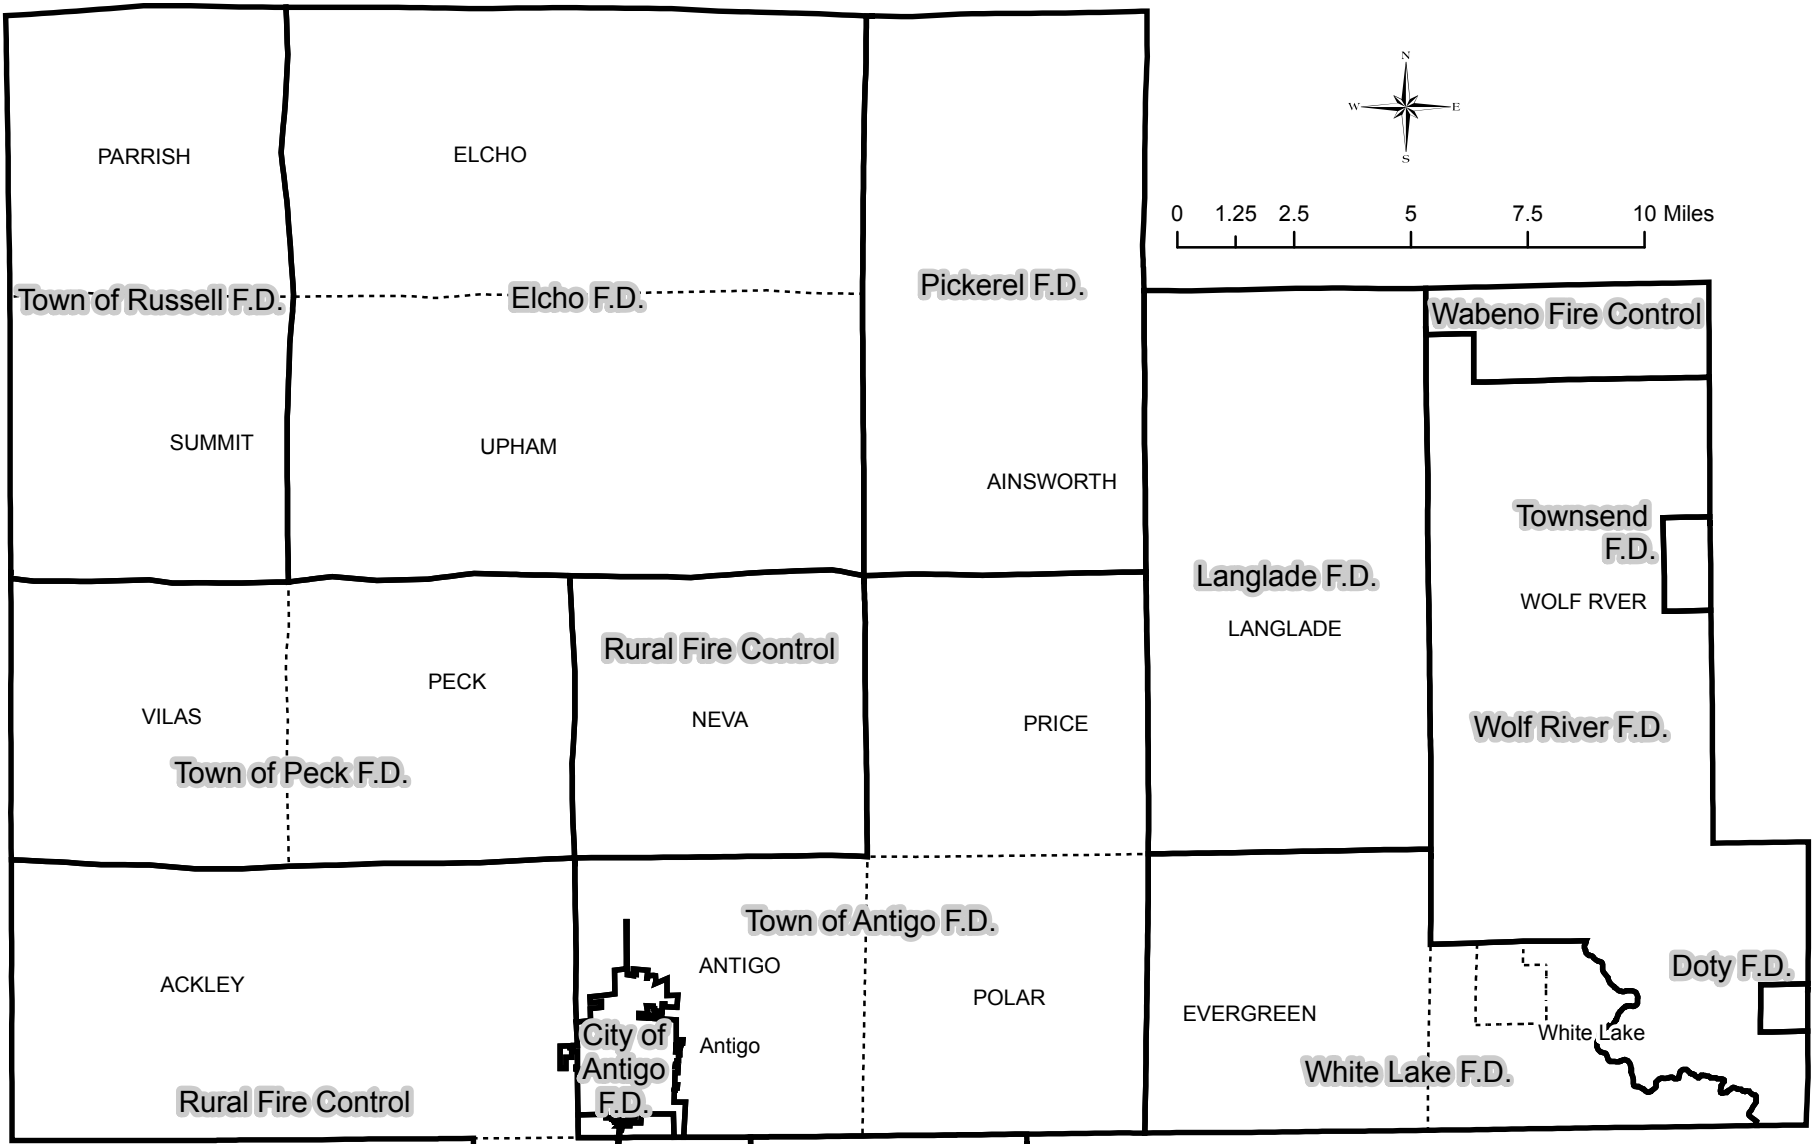 N
W E
S
0 1.25 2.5 5 7.5 10 Miles
PARRISH
ELCHO
Town of Russell F.D.
Elcho F.D.
Pickerel F.D.
Wabeno Fire Control
SUMMIT
UPHAM
AINSWORTH
Townsend
F.D.
Langlade F.D.
WOLF RVER
LANGLADE
Rural Fire Control
PECK
VILAS
NEVA
PRICE
Wolf River F.D.
Town of Peck F.D.
Town of Antigo F.D.
ANTIGO
Doty F.D.
ACKLEY
POLAR
EVERGREEN
City of
Antigo
F.D.
Antigo
White Lake
White Lake F.D.
Rural Fire Control